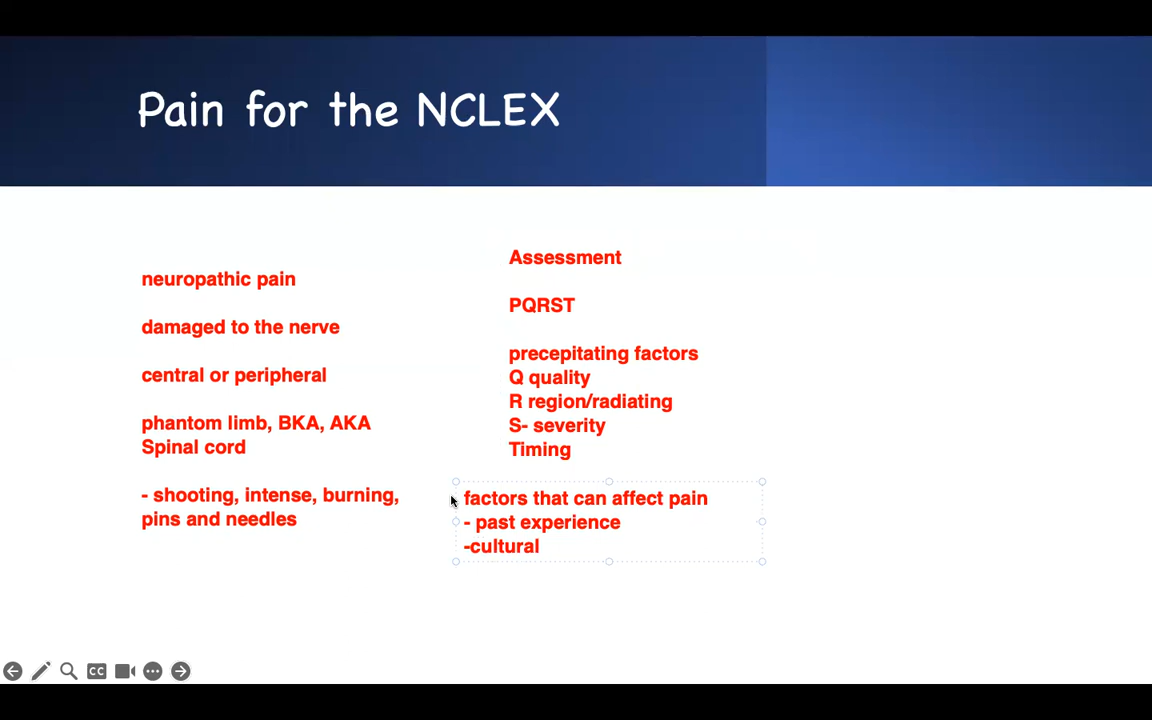 Pain for the NCLEX
neuropathic pain
damaged to the nerve
central or peripheral
phantom limb, BKA, AKA
Spinal cord
- shooting, intense, burning,
pins and needles
Assessment
PQRST
precepitating factors
Q quality
R region/radiating
S- severity
Timing
factors that can affect pain
- past experience
-cultural
CC